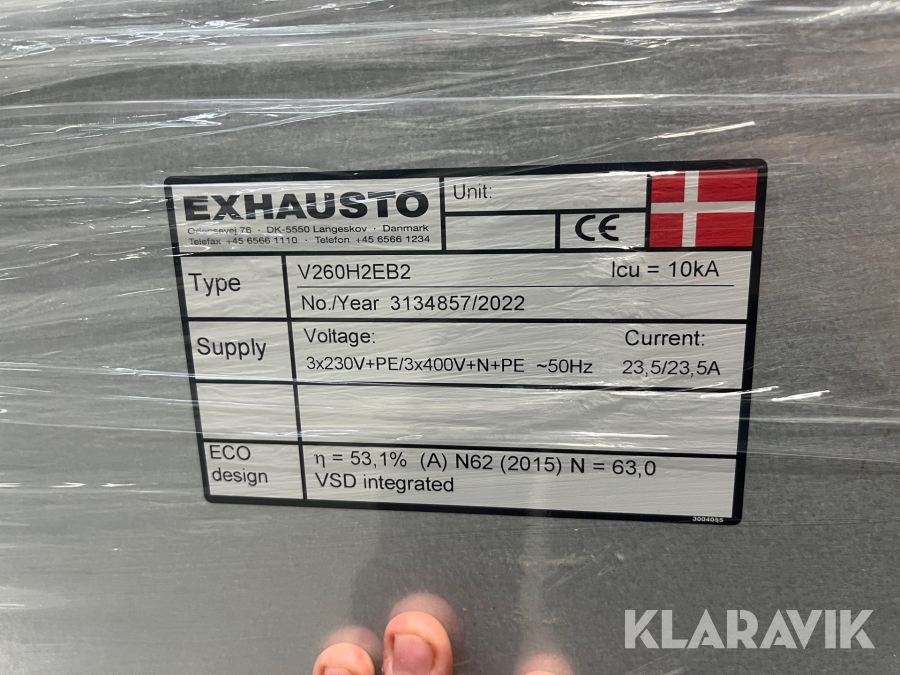 EXHAUSTO
Odensevej 76 · DK-5550 Langeskov · Danmark
Telefax +45 6566 1110 · Telefon +45 6566 1234
Unit:
CE
Type
V260H2EB2 Icu = 10kA
No./Year 3134857/2022
Supply
Voltage: Current:
3x230V+PE/3x400V+N+PE ~50Hz 23,5/23,5A
ECO
design
η = 53,1% (A) N62 (2015) N = 63,0
VSD integrated
3004055
KLARAVIK